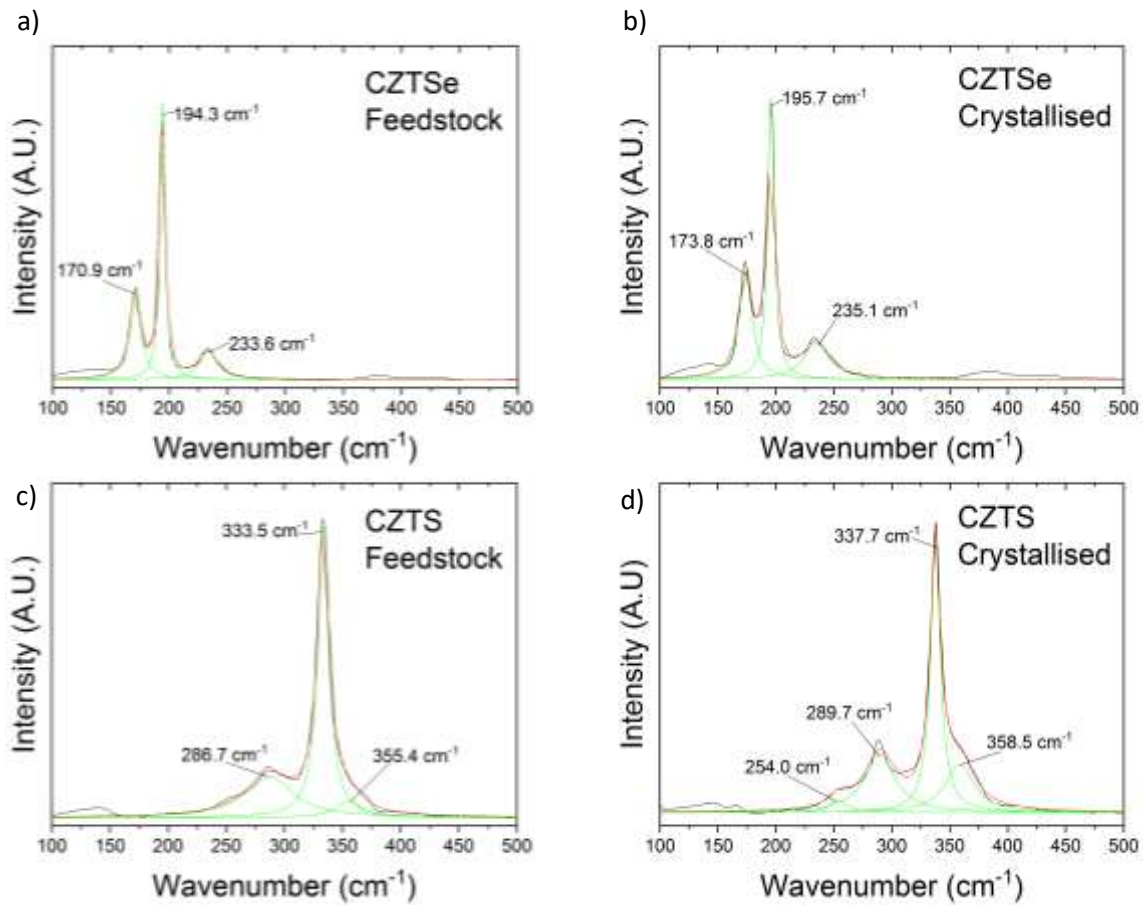 a)
CZTSe
Feedstock
194.3 cm⁻¹
170.9 cm⁻¹
233.6 cm⁻¹
Intensity (A.U.)
100 150 200 250 300 350 400 450 500
Wavenumber (cm⁻¹)
b)
CZTSe
Crystallised
195.7 cm⁻¹
173.8 cm⁻¹
235.1 cm⁻¹
Intensity (A.U.)
100 150 200 250 300 350 400 450 500
Wavenumber (cm⁻¹)
c)
CZTS
Feedstock
333.5 cm⁻¹
286.7 cm⁻¹
355.4 cm⁻¹
Intensity (A.U.)
100 150 200 250 300 350 400 450 500
Wavenumber (cm⁻¹)
d)
CZTS
Crystallised
337.7 cm⁻¹
289.7 cm⁻¹
358.5 cm⁻¹
254.0 cm⁻¹
Intensity (A.U)
100 150 200 250 300 350 400 450 500
Wavenumber (cm⁻¹)